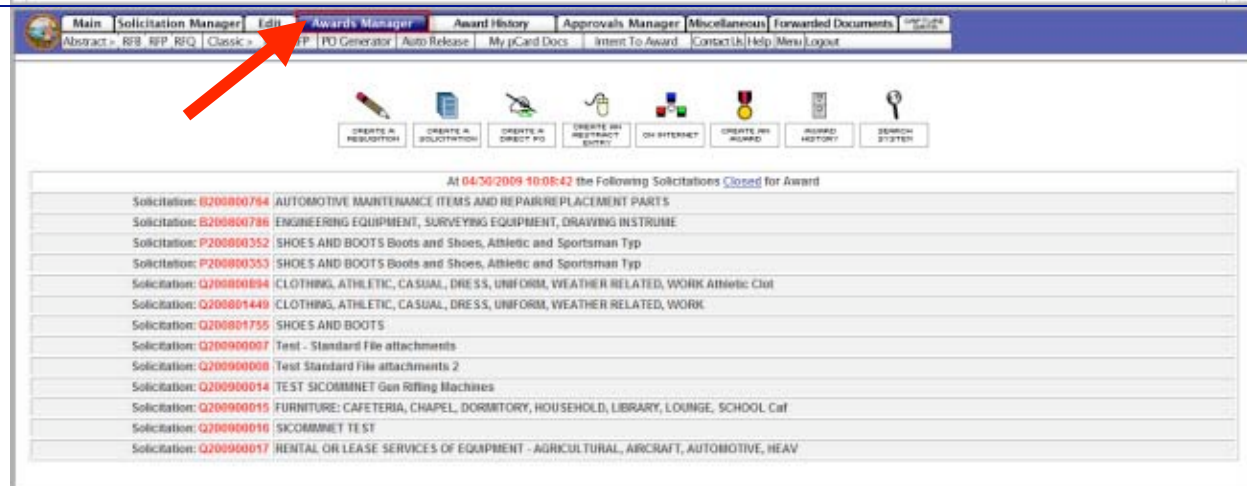 Main Solicitation Manager Edit Awards Manager Award History Approvals Manager Miscellaneous Forwarded Documents
Abstract » RFB RFP RFQ Classic » FP PO Generator Auto Release My pCard Docs Intent To Award Contact Us Help Menu Logout
CREATE A REQUISITION CREATE A SOLICITATION CREATE A DIRECT PO CREATE AN ABSTRACT ENTRY ON INTERNET CREATE AN AWARD AWARD HISTORY SEARCH SYSTEM
At 04/30/2009 10:08:42 the Following Solicitations Closed for Award
Solicitation: B200800764 AUTOMOTIVE MAINTENANCE ITEMS AND REPAIR/REPLACEMENT PARTS
Solicitation: B200800786 ENGINEERING EQUIPMENT, SURVEYING EQUIPMENT, DRAWING INSTRUME
Solicitation: P200800352 SHOES AND BOOTS Boots and Shoes, Athletic and Sportsman Typ
Solicitation: P200800353 SHOES AND BOOTS Boots and Shoes, Athletic and Sportsman Typ
Solicitation: Q200800894 CLOTHING, ATHLETIC, CASUAL, DRESS, UNIFORM, WEATHER RELATED, WORK Athletic Clot
Solicitation: Q200801449 CLOTHING, ATHLETIC, CASUAL, DRESS, UNIFORM, WEATHER RELATED, WORK
Solicitation: Q200801755 SHOES AND BOOTS
Solicitation: Q200900007 Test - Standard File attachments
Solicitation: Q200900008 Test Standard File attachments 2
Solicitation: Q200900014 TEST SICOMMNET Gun Rifling Machines
Solicitation: Q200900015 FURNITURE: CAFETERIA, CHAPEL, DORMITORY, HOUSEHOLD, LIBRARY, LOUNGE, SCHOOL Caf
Solicitation: Q200900016 SICOMMNET TEST
Solicitation: Q200900017 RENTAL OR LEASE SERVICES OF EQUIPMENT - AGRICULTURAL, AIRCRAFT, AUTOMOTIVE, HEAV